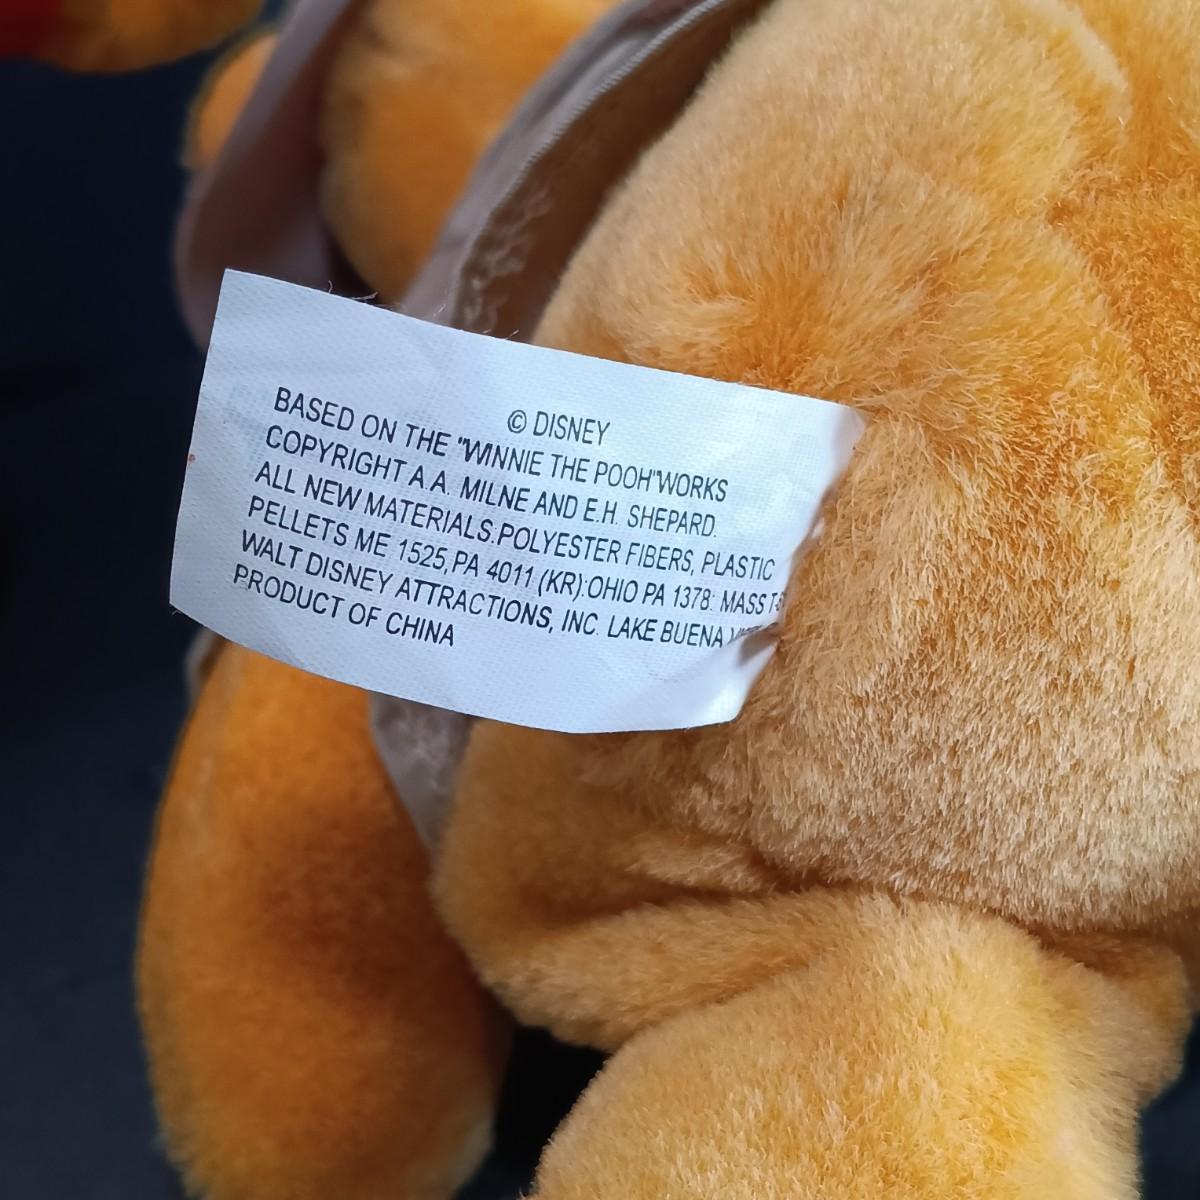 © DISNEY
BASED ON THE "WINNIE THE POOH"WORKS
COPYRIGHT A.A. MILNE AND E.H. SHEPARD.
ALL NEW MATERIALS:POLYESTER FIBERS, PLASTIC
PELLETS ME 1525, PA 4011 (KR):OHIO PA 1378: MASS
WALT DISNEY ATTRACTIONS, INC. LAKE BUENA
PRODUCT OF CHINA